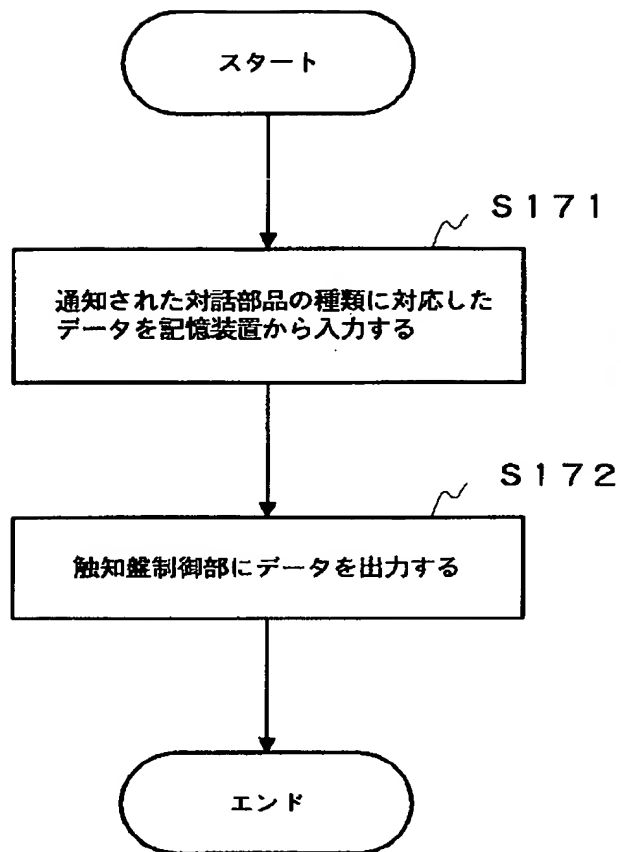 スタート
S171
通知された対話部品の種類に対応した
データを記憶装置から入力する
S172
触知盤制御部にデータを出力する
エンド